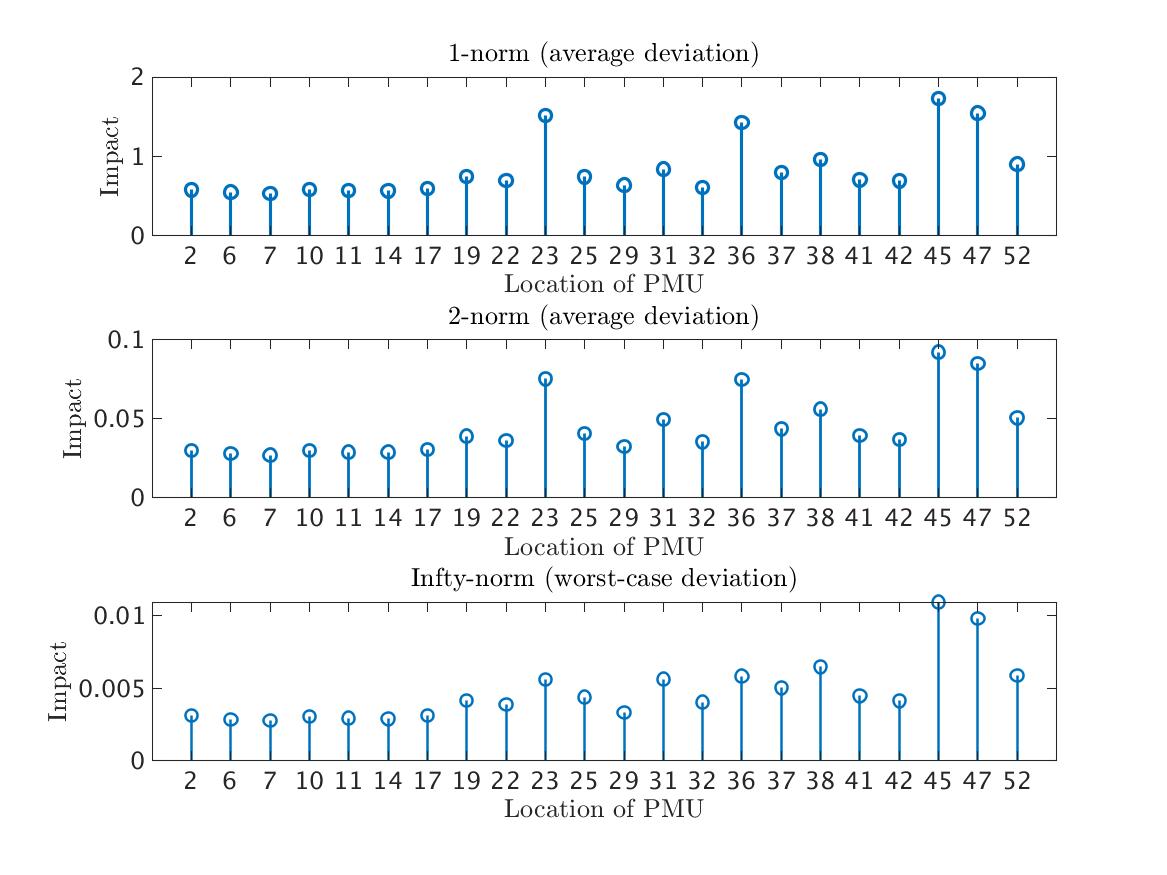 1-norm (average deviation)
2
1
0
Impact
2 6 7 10 11 14 17 19 22 23 25 29 31 32 36 37 38 41 42 45 47 52
Location of PMU
2-norm (average deviation)
0.1
0.05
0
Impact
2 6 7 10 11 14 17 19 22 23 25 29 31 32 36 37 38 41 42 45 47 52
Location of PMU
Infty-norm (worst-case deviation)
0.01
0.005
0
Impact
2 6 7 10 11 14 17 19 22 23 25 29 31 32 36 37 38 41 42 45 47 52
Location of PMU